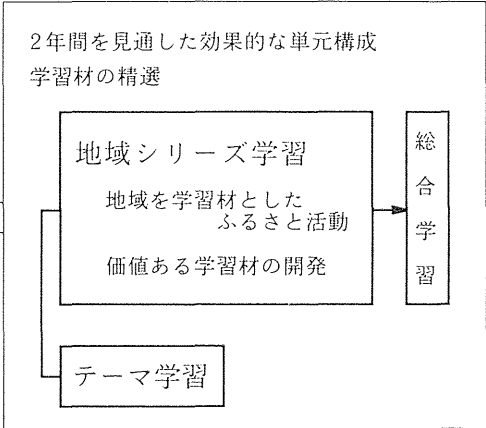 2年間を見通した効果的な単元構成
学習材の精選
地域シリーズ学習
地域を学習材とした
ふるさと活動
価値ある学習材の開発
総合学習
テーマ学習